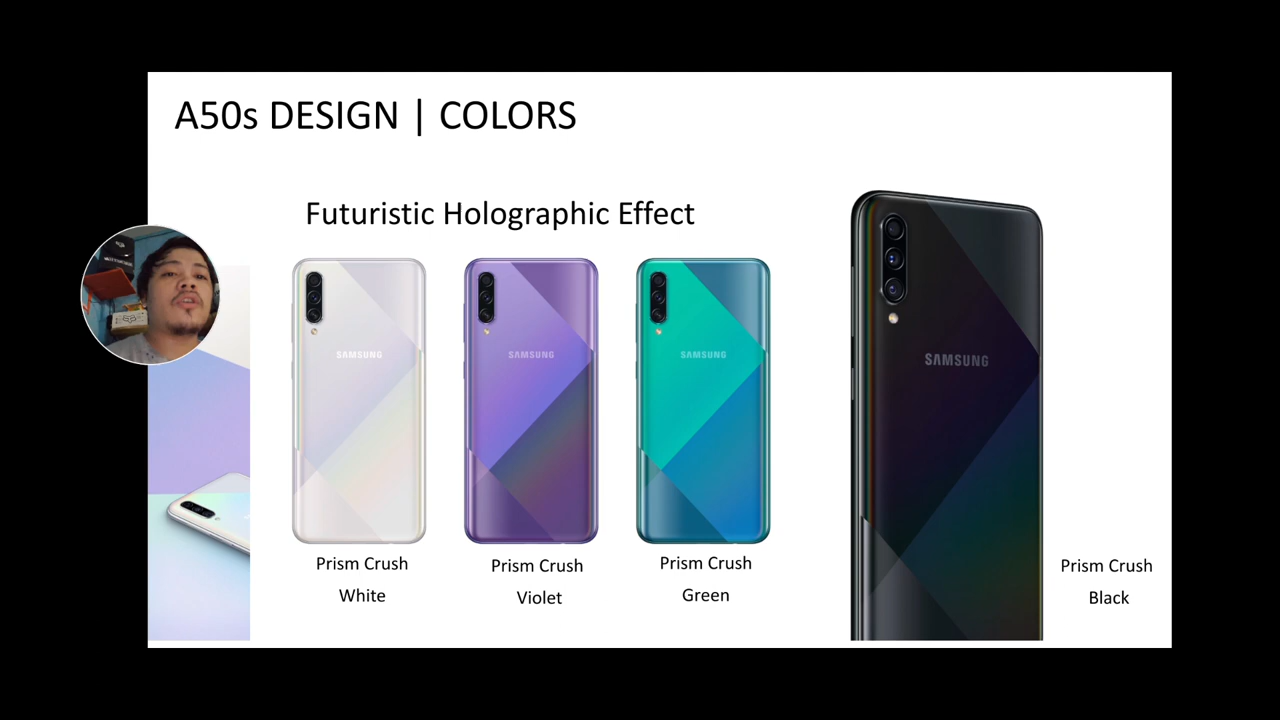 A50s DESIGN | COLORS
Futuristic Holographic Effect
SAMSUNG
SAMSUNG
SAMSUNG
SAMSUNG
Prism Crush
White
Prism Crush
Violet
Prism Crush
Green
Prism Crush
Black